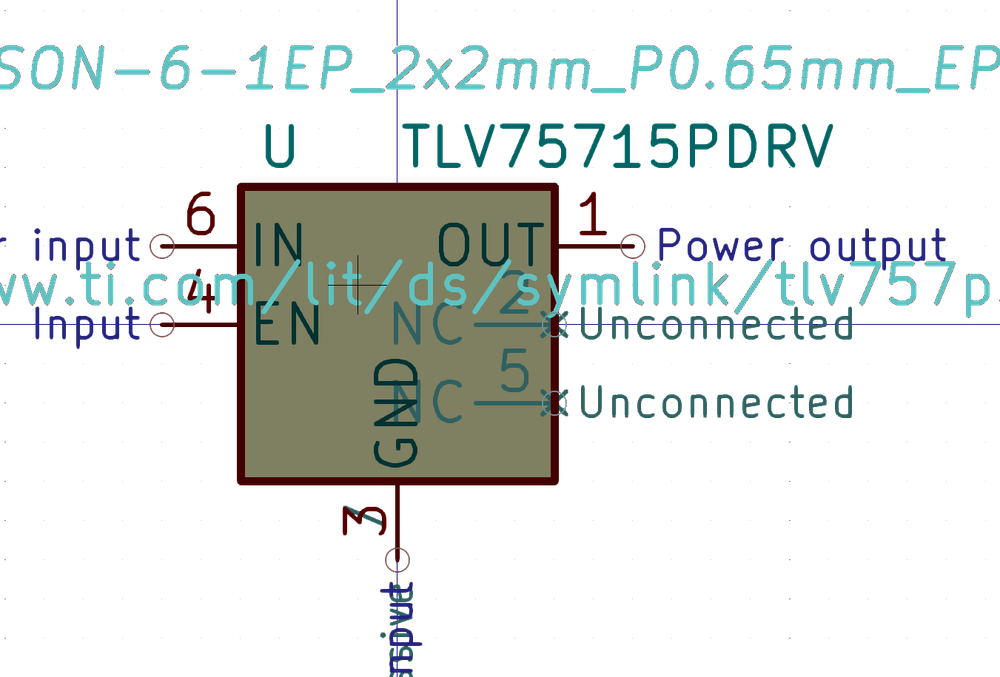 SON-6-1EP_2x2mm_P0.65mm_EP
U TLV75715PDRV
6 1
r input IN OUT Power output
ww.ti.com/lit/ds/symlink/tlv757p.
4 2
Input EN NC Unconnected
5
NC Unconnected
GND
3